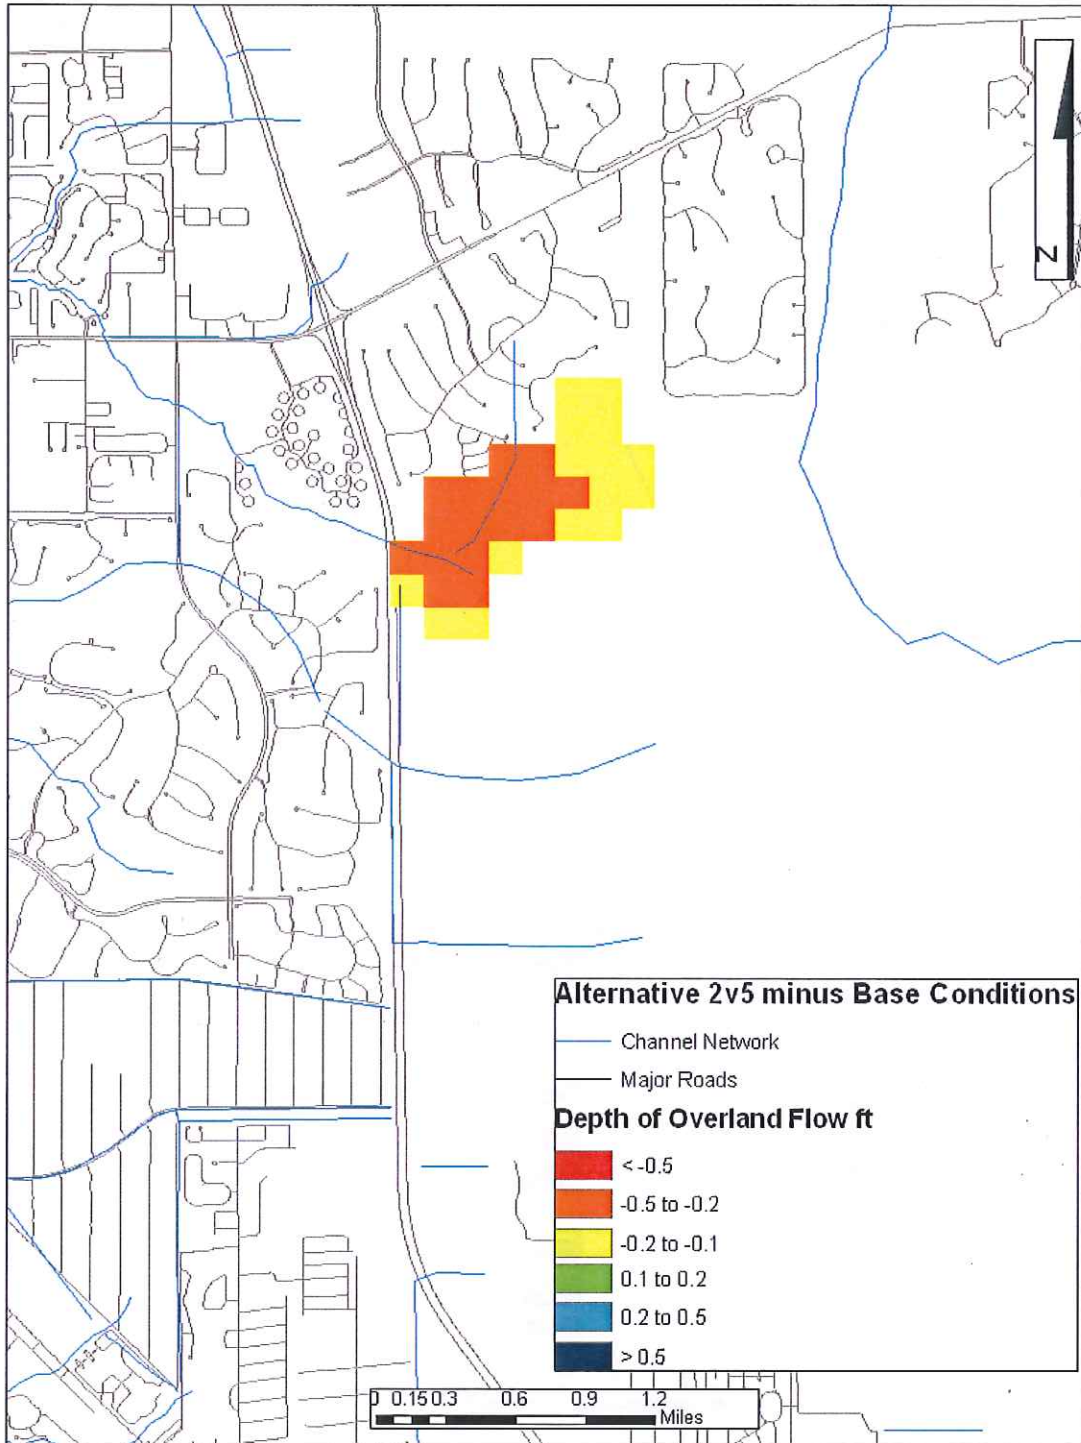 N
Alternative 2v5 minus Base Conditions
Channel Network
Major Roads
Depth of Overland Flow ft
< -0.5
-0.5 to -0.2
-0.2 to -0.1
0.1 to 0.2
0.2 to 0.5
> 0.5
0 0.15 0.3 0.6 0.9 1.2
Miles